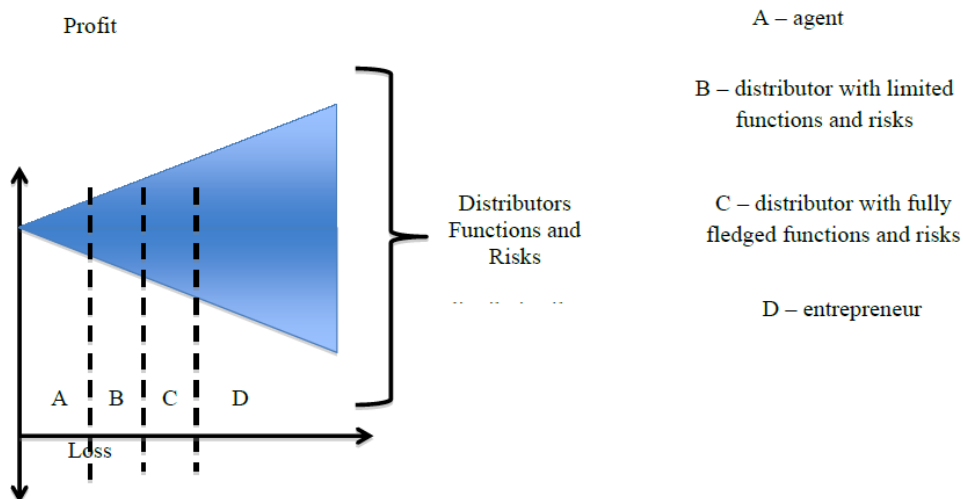 Profit
A – agent
B – distributor with limited
functions and risks
Distributors
Functions and
Risks
C – distributor with fully
fledged functions and risks
D – entrepreneur
A
B
C
D
Loss